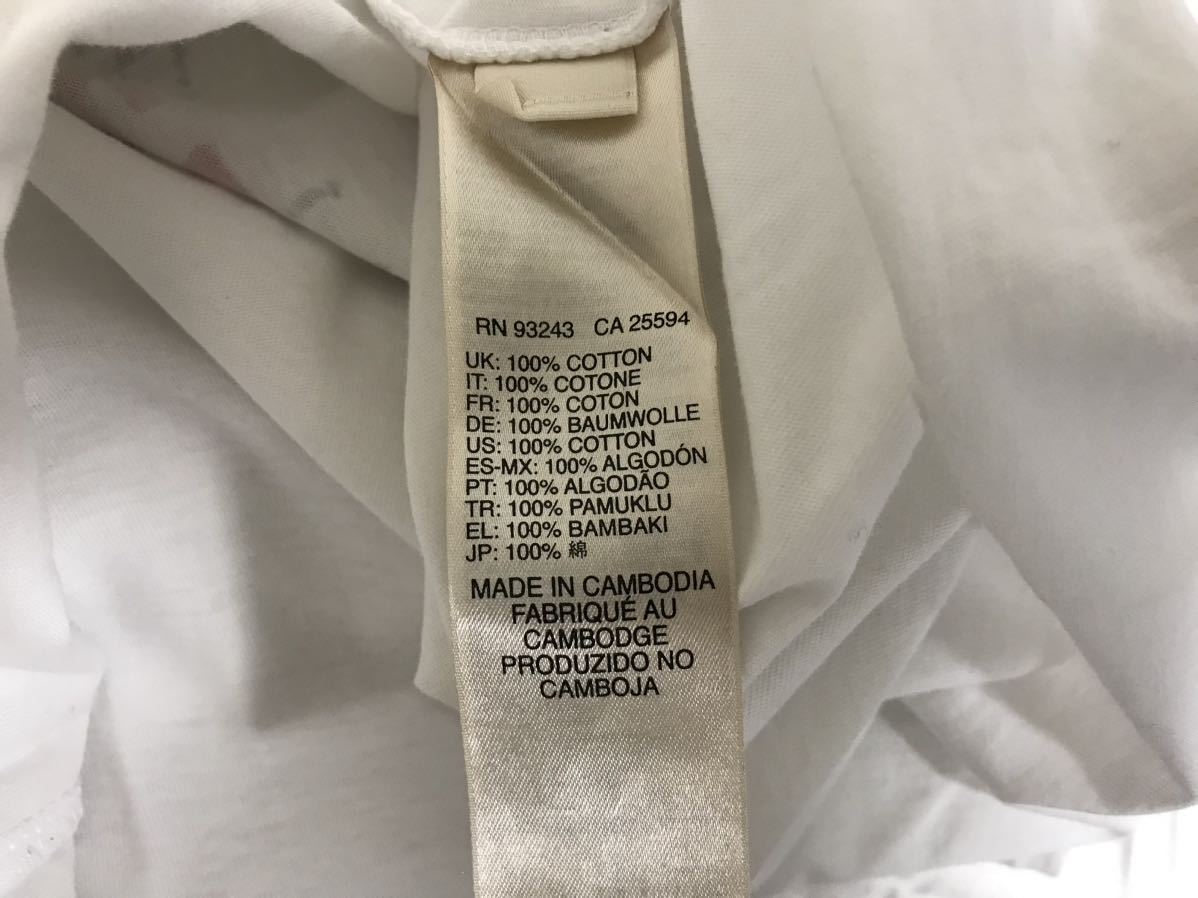 RN 93243 CA 25594
UK: 100% COTTON
IT: 100% COTONE
FR: 100% COTON
DE: 100% BAUMWOLLE
US: 100% COTTON
ES-MX: 100% ALGODÓN
PT: 100% ALGODÃO
TR: 100% PAMUKLU
EL: 100% BAMBAKI
JP: 100% 綿
MADE IN CAMBODIA
FABRIQUÉ AU
CAMBODGE
PRODUZIDO NO
CAMBOJA